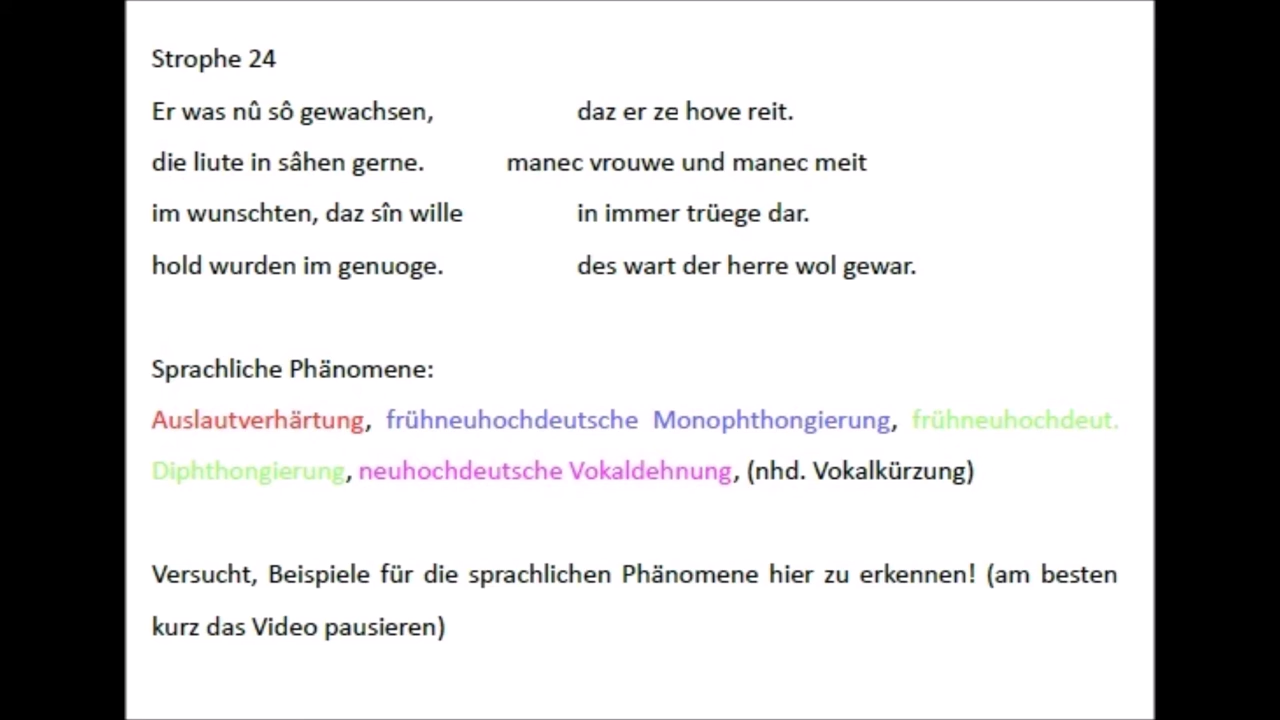 Strophe 24
Er was nû sô gewachsen, daz er ze hove reit.
die liute in sâhen gerne. manec vrouwe und manec meit
im wunschten, daz sîn wille in immer trüege dar.
hold wurden im genuoge. des wart der herre wol gewar.
Sprachliche Phänomene:
Auslautverhärtung, frühneuhochdeutsche Monophthongierung, frühneuhochdeut.
Diphthongierung, neuhochdeutsche Vokaldehnung, (nhd. Vokalkürzung)
Versucht, Beispiele für die sprachlichen Phänomene hier zu erkennen! (am besten
kurz das Video pausieren)